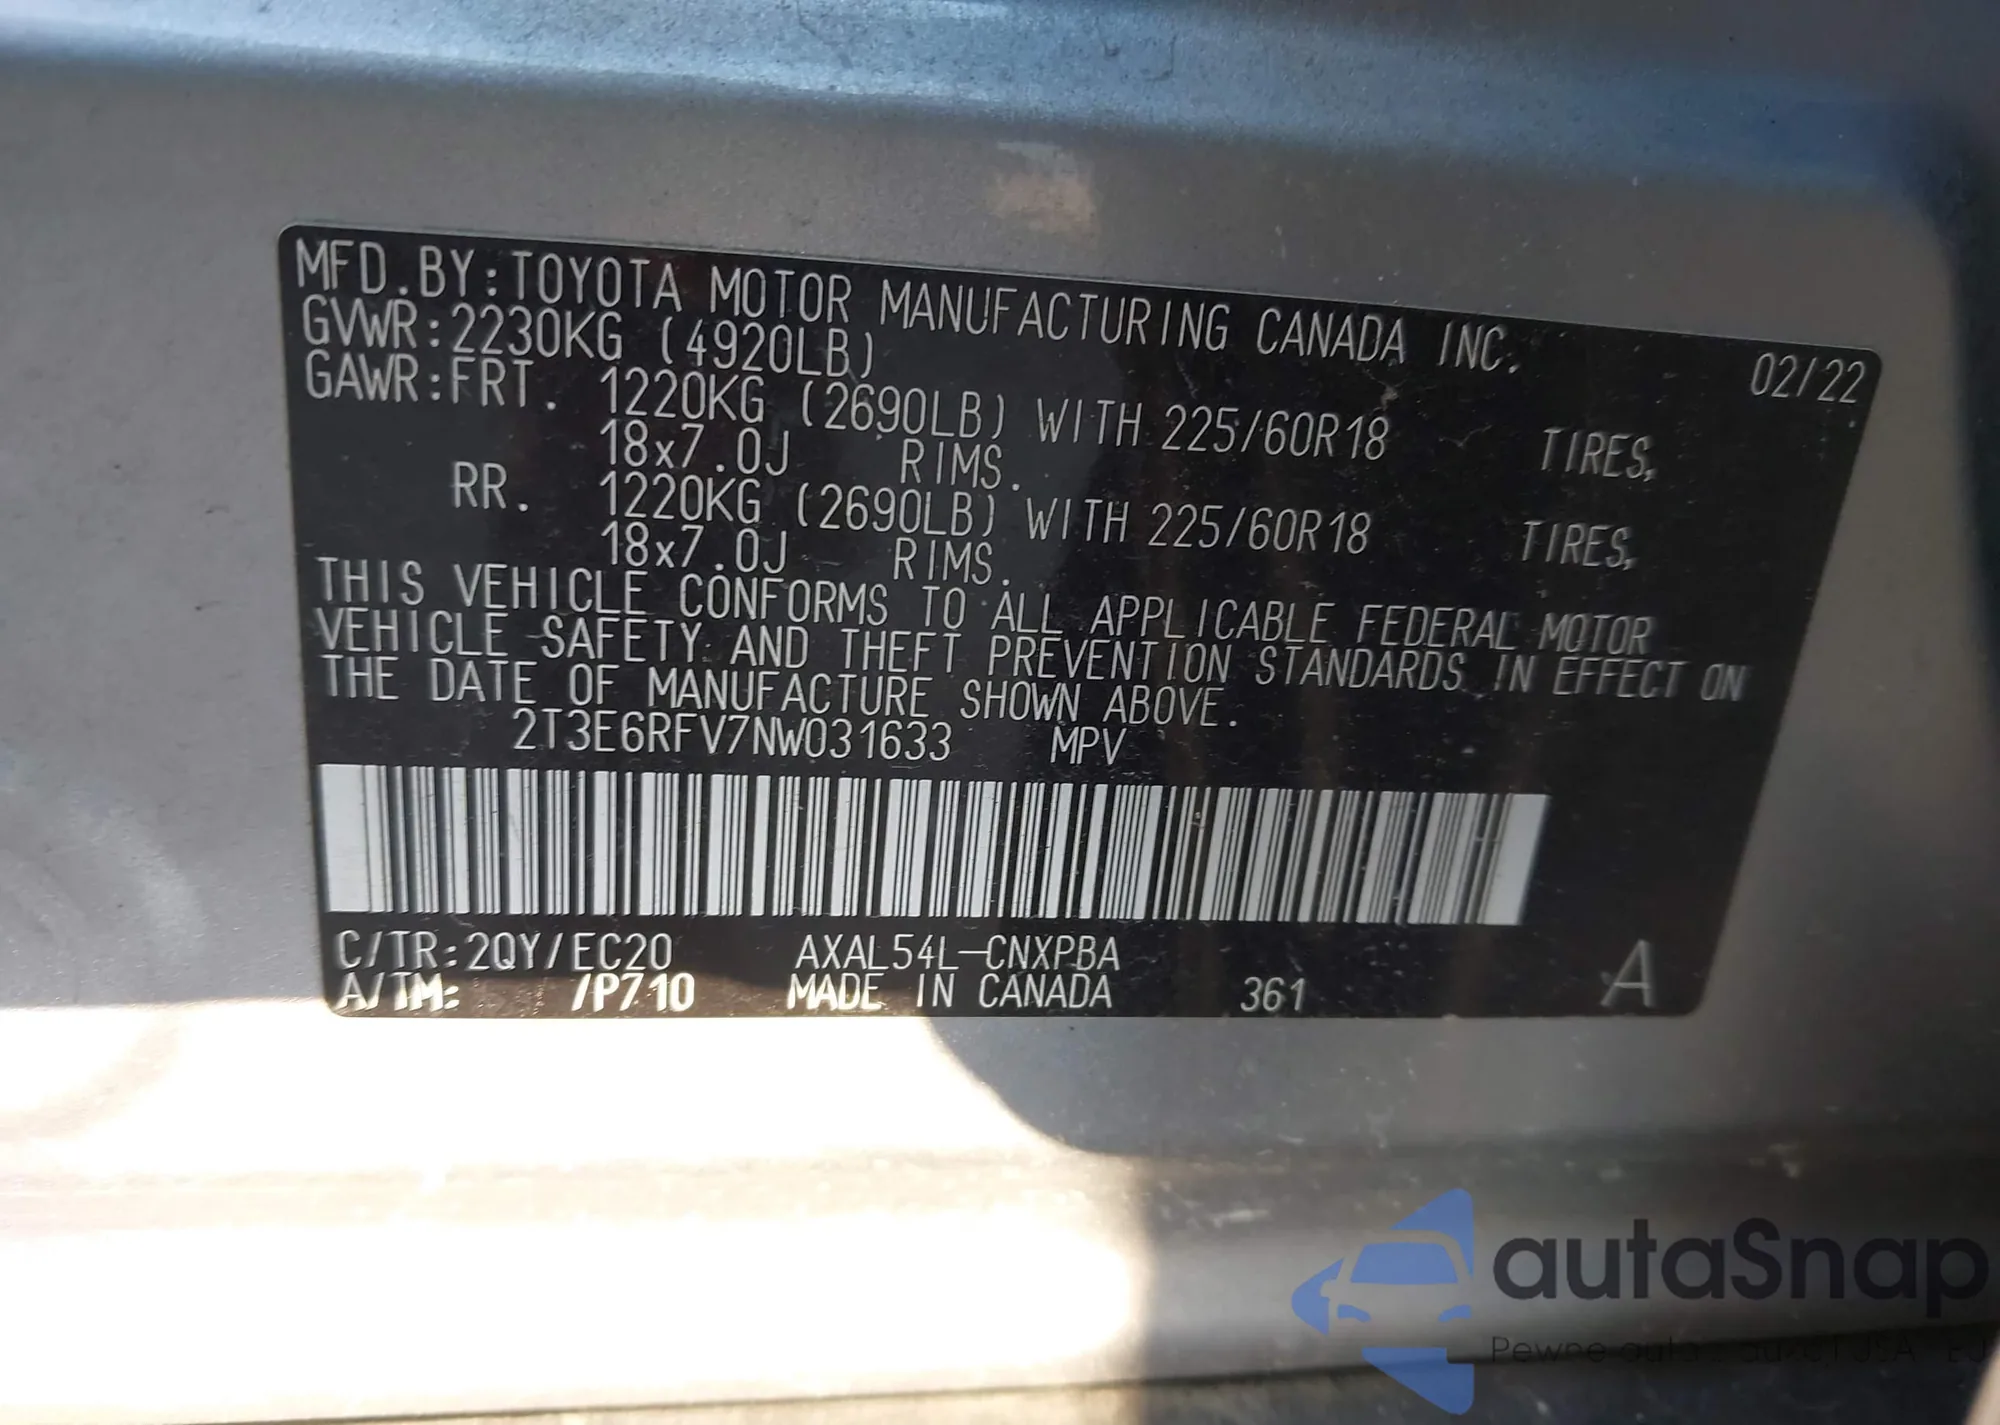 MFD.BY:TOYOTA MOTOR MANUFACTURING CANADA INC. 02/22
GVWR:2230KG (4920LB)
GAWR:FRT. 1220KG (2690LB) WITH 225/60R18 TIRES,
18x7.0J RIMS.
RR. 1220KG (2690LB) WITH 225/60R18 TIRES,
18x7.0J RIMS.
THIS VEHICLE CONFORMS TO ALL APPLICABLE FEDERAL MOTOR
VEHICLE SAFETY AND THEFT PREVENTION STANDARDS IN EFFECT ON
THE DATE OF MANUFACTURE SHOWN ABOVE.
2T3E6RFV7NW031633 MPV
C/TR:2QY/EC20 AXAL54L-CNXPBA
A/TM: /P710 MADE IN CANADA 361 A
autaSnap
Pewne auta z